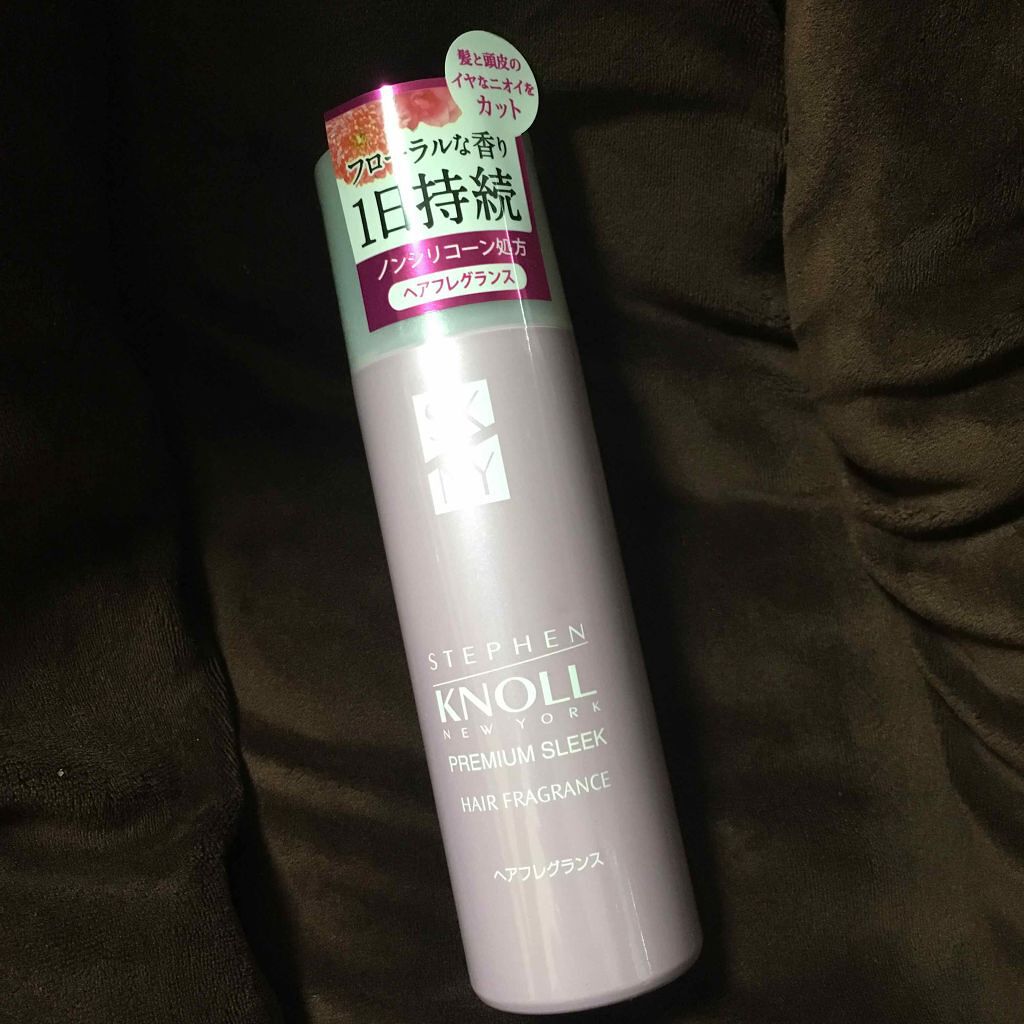 髪と頭皮の
イヤなニオイを
カット
フローラルな香り
1日持続
ノンシリコーン処方
ヘアフレグランス
SK
NY
STEPHEN
KNOLL
NEW YORK
PREMIUM SLEEK
HAIR FRAGRANCE
ヘアフレグランス